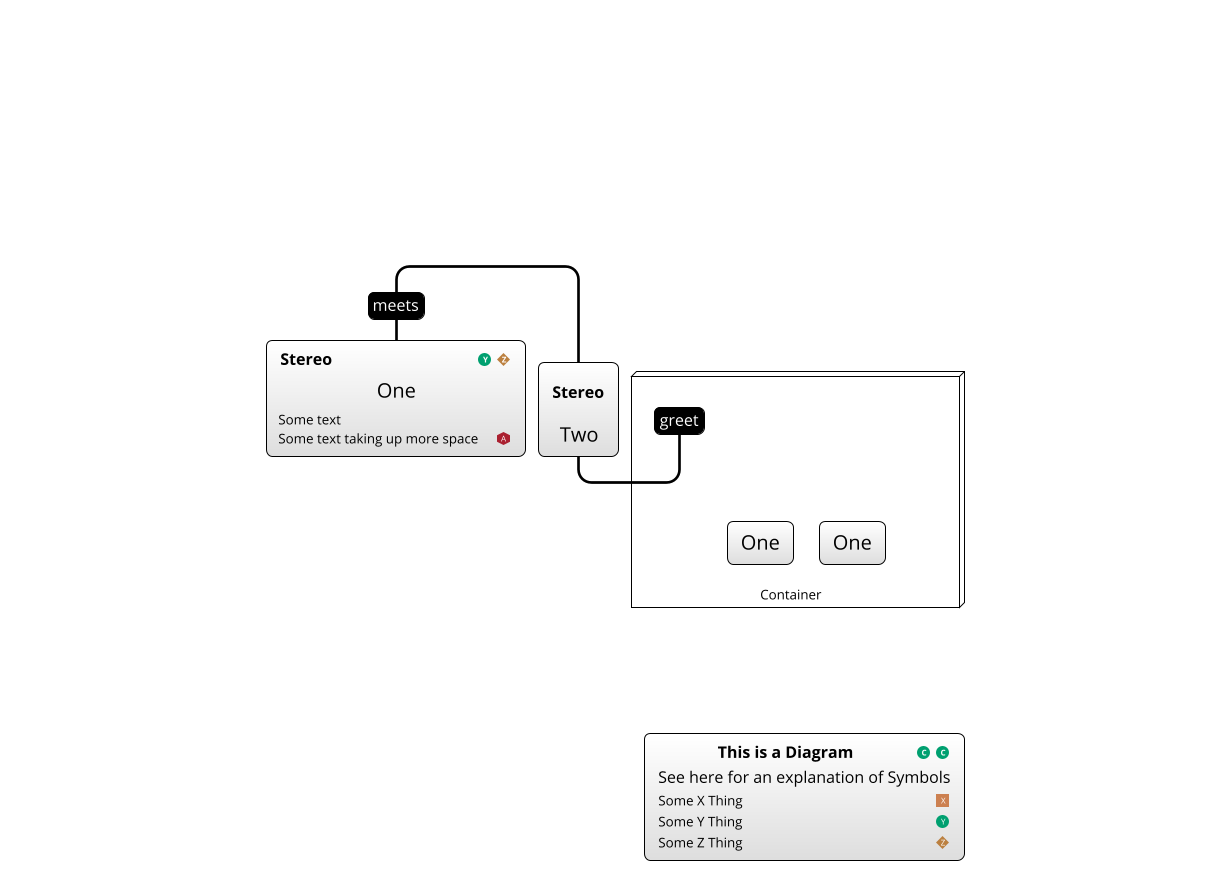 meets
Stereo Y Z
One
Some text
Some text taking up more space A
Stereo
Two
greet
One One
Container
This is a Diagram C C
See here for an explanation of Symbols
Some X Thing X
Some Y Thing Y
Some Z Thing Z